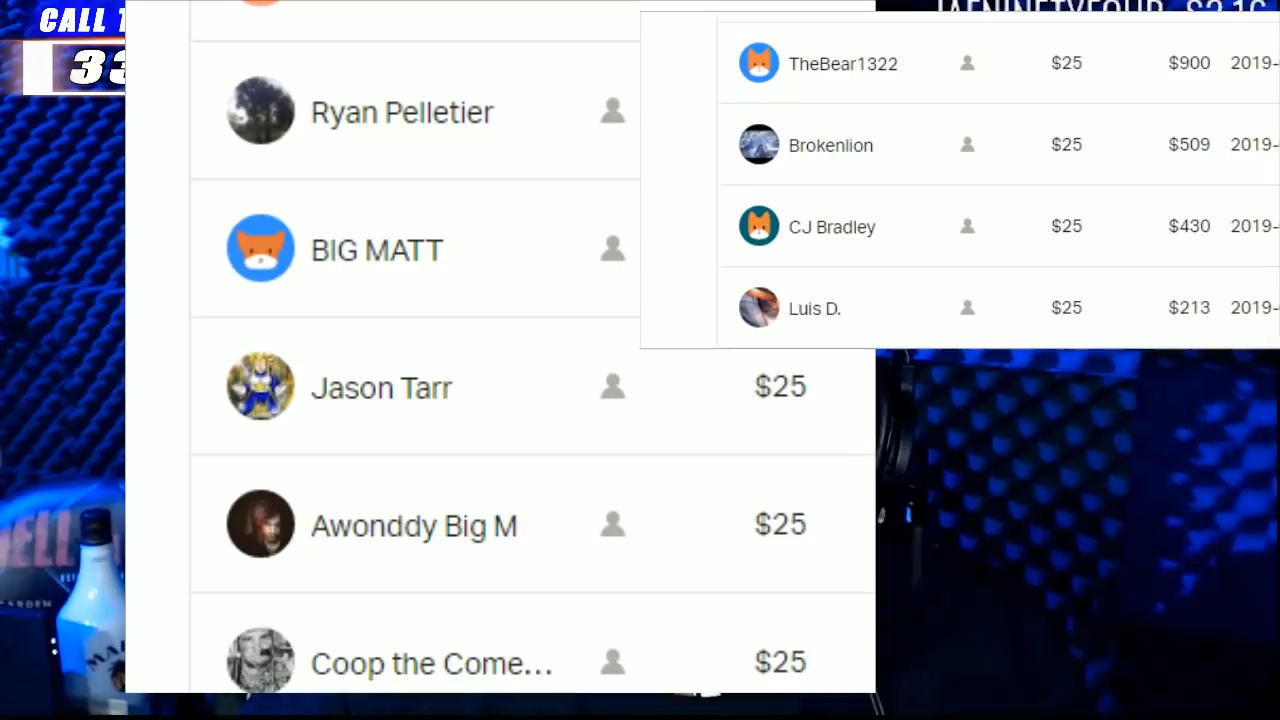 CALL
33
Ryan Pelletier
BIG MATT
Jason Tarr $25
Awonddy Big M $25
Coop the Come... $25
TheBear1322 $25 $900 2019-
Brokenlion $25 $509 2019-
CJ Bradley $25 $430 2019-
Luis D. $25 $213 2019-